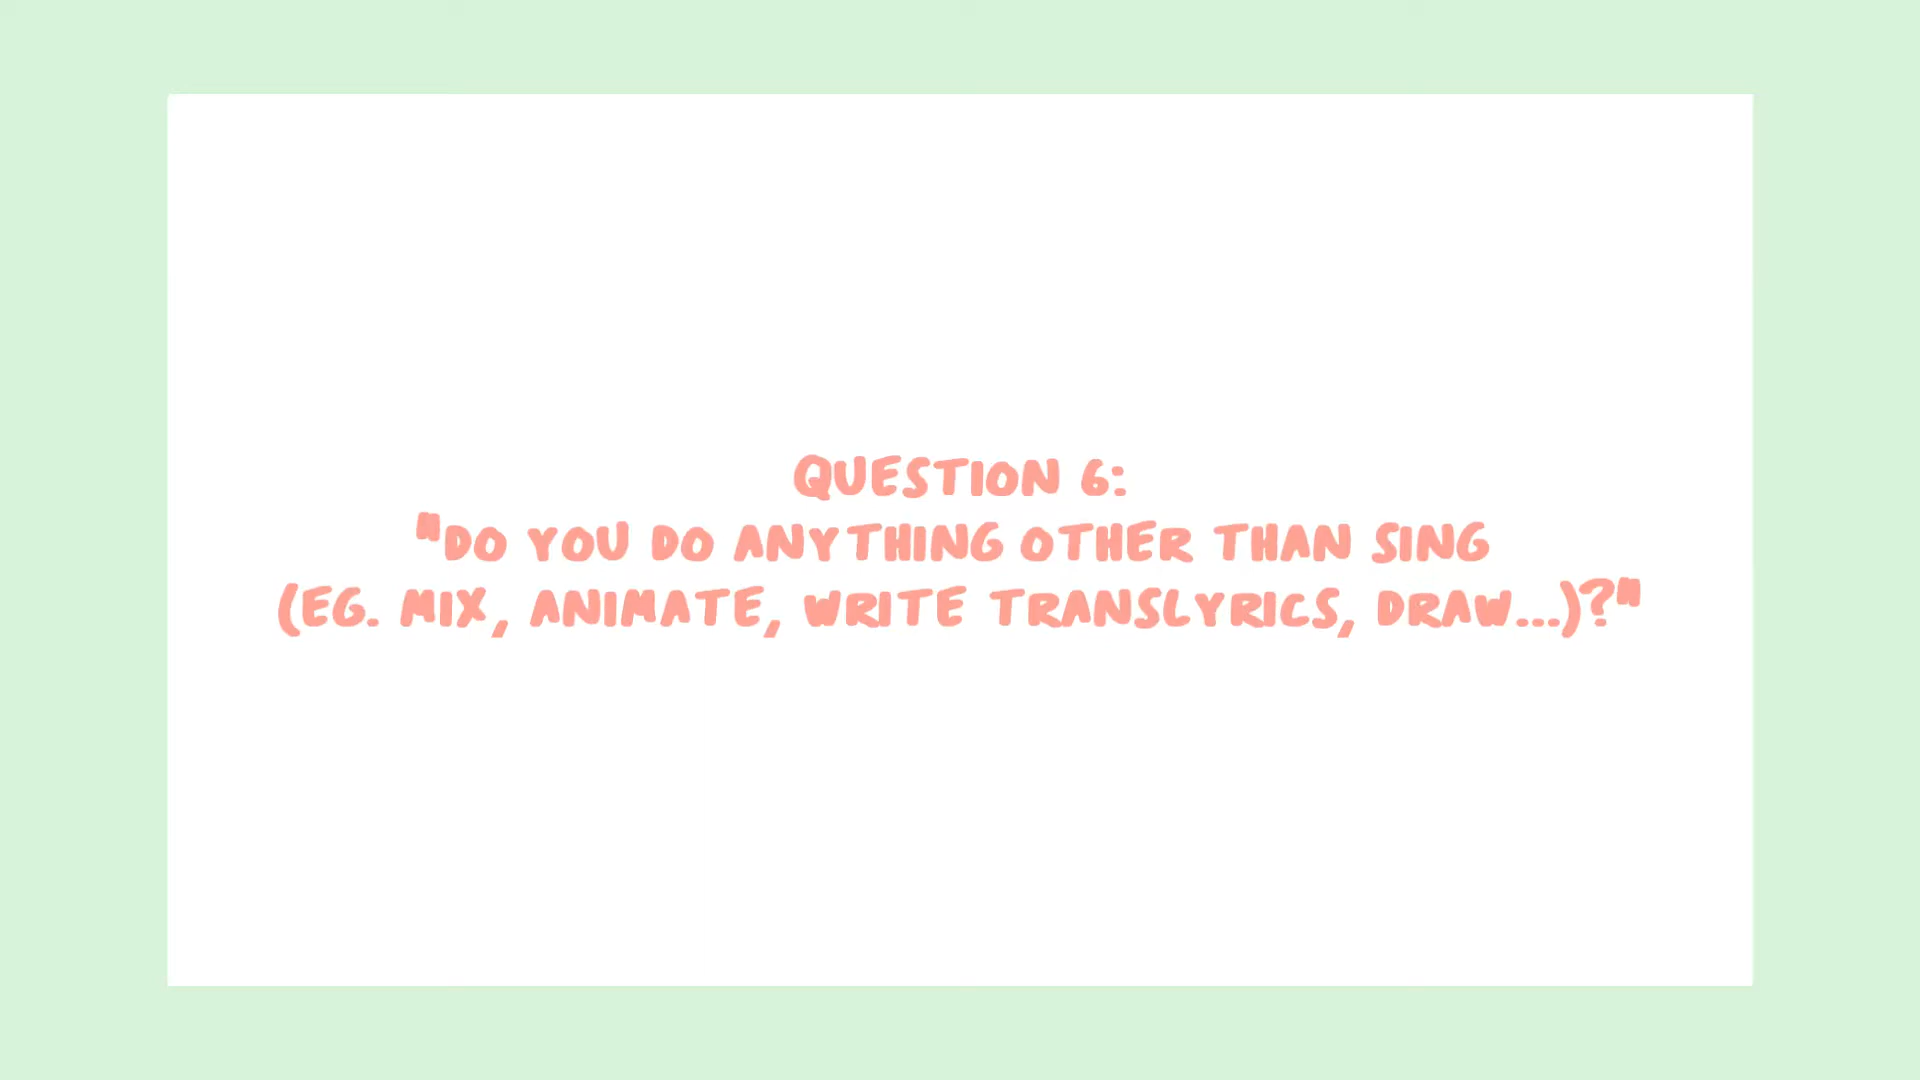 QUESTION 6:
"DO YOU DO ANYTHING OTHER THAN SING
(EG. MIX, ANIMATE, WRITE TRANSLYRICS, DRAW...)?"